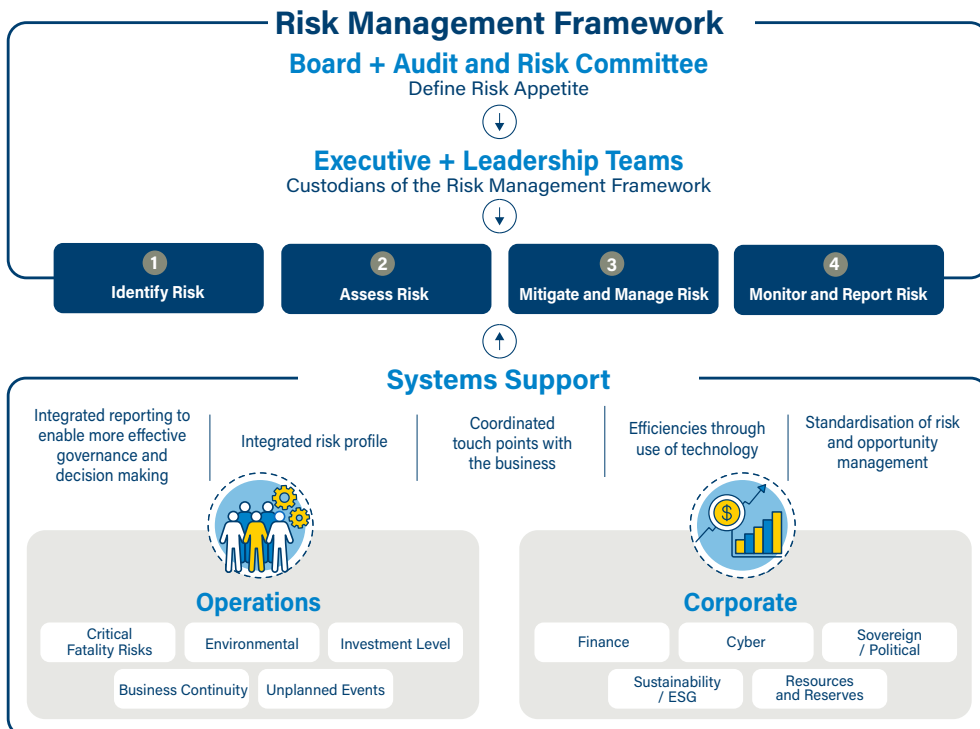 Risk Management Framework
Board + Audit and Risk Committee
Define Risk Appetite
Executive + Leadership Teams
Custodians of the Risk Management Framework
1
Identify Risk
2
Assess Risk
3
Mitigate and Manage Risk
4
Monitor and Report Risk
Systems Support
Integrated reporting to
enable more effective
governance and
decision making
Integrated risk profile
Coordinated
touch points with
the business
Efficiencies through
use of technology
Standardisation of risk
and opportunity
management
Operations
Critical
Fatality Risks
Environmental
Investment Level
Business Continuity
Unplanned Events
$
Corporate
Finance
Cyber
Sovereign
/ Political
Sustainability
/ ESG
Resources
and Reserves